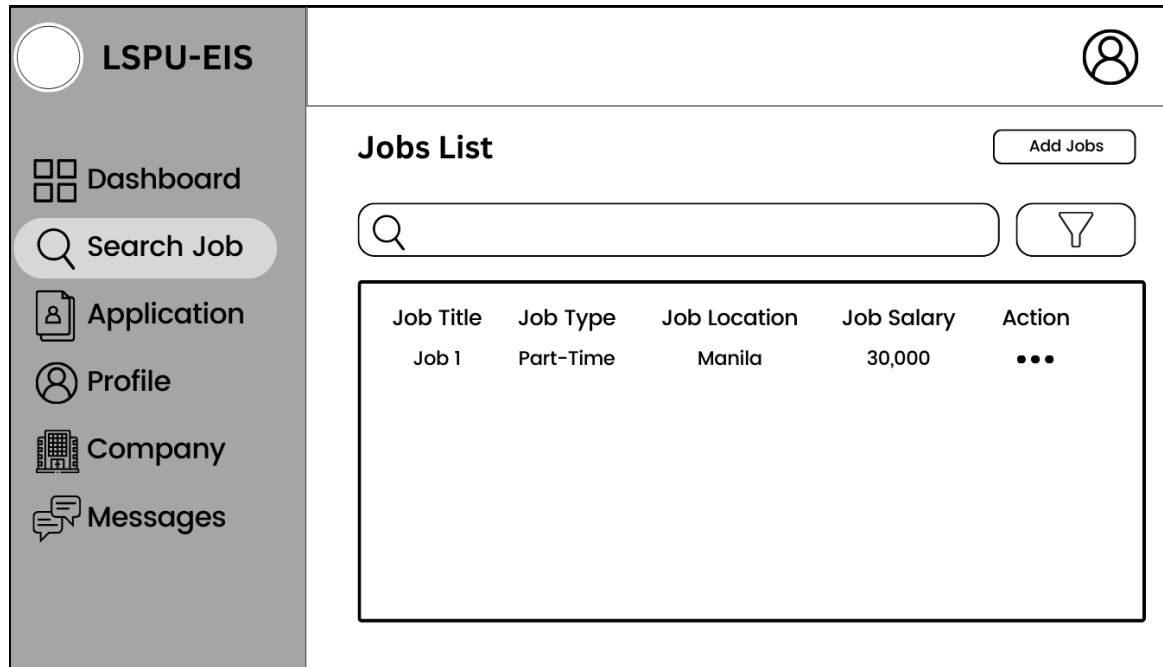 LSPU-EIS
Dashboard
Search Job
Application
Profile
Company
Messages
Jobs List
Add Jobs
Job Title Job Type Job Location Job Salary Action
Job 1 Part-Time Manila 30,000 •••